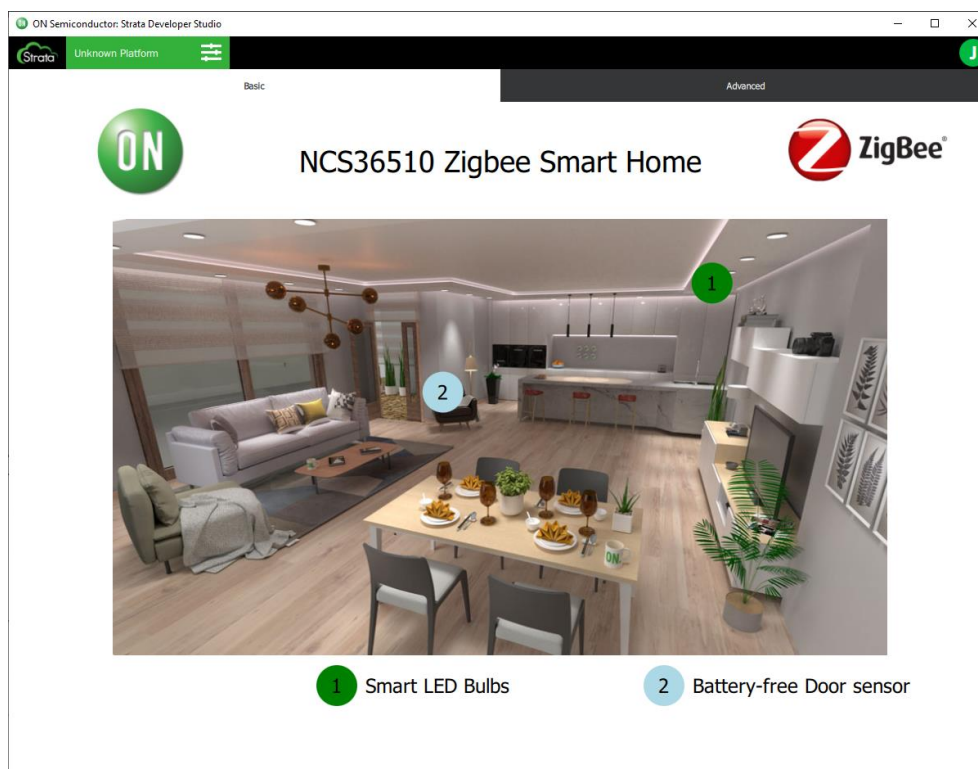 ON Semiconductor: Strata Developer Studio
Strata
Unknown Platform
J
Basic
Advanced
ON
NCS36510 Zigbee Smart Home
ZigBee®
1
2
ON
1 Smart LED Bulbs
2 Battery-free Door sensor